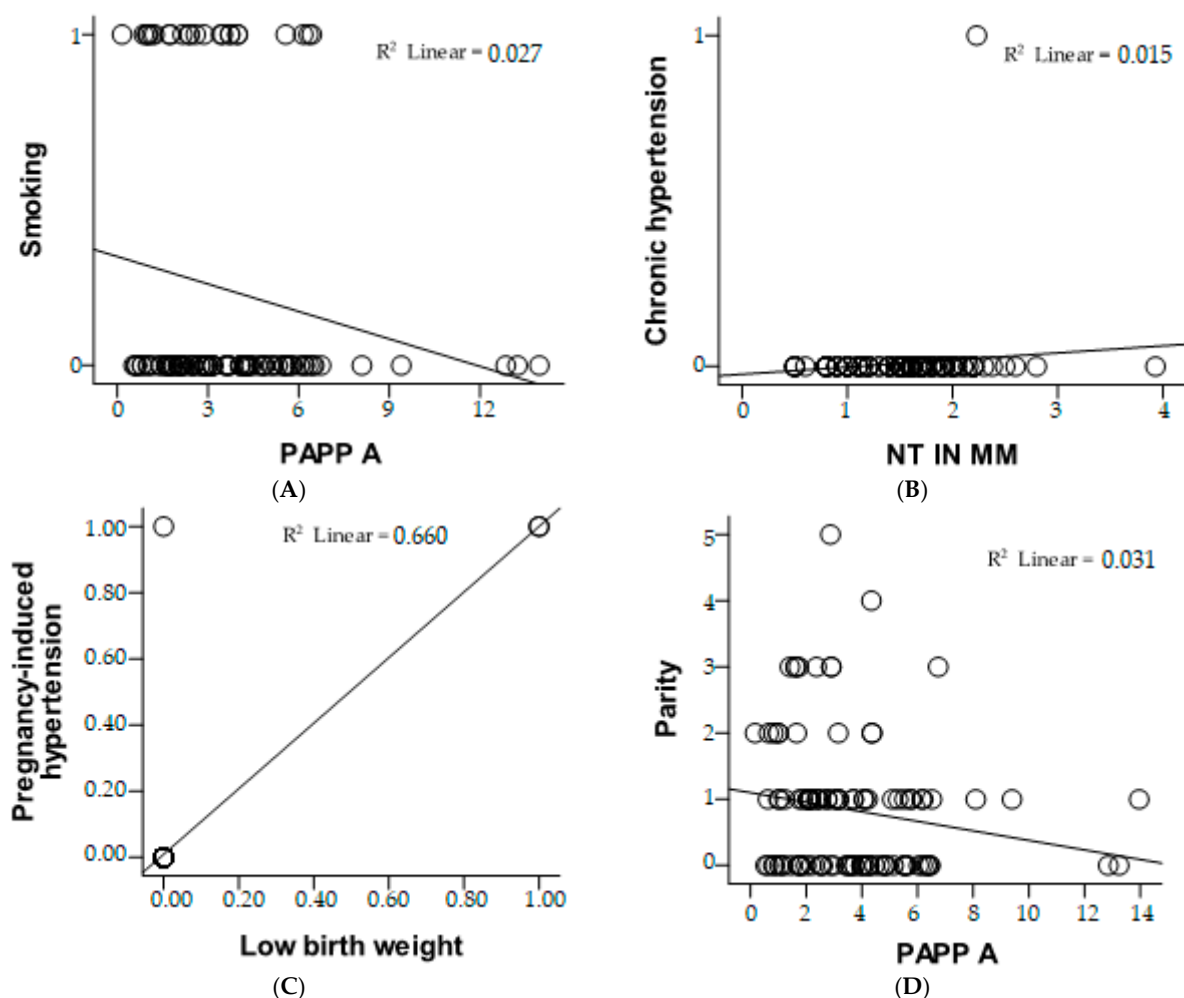 1
R² Linear = 0.027
Smoking
0
0 3 6 9 12
PAPP A
(A)
1
R² Linear = 0.015
Chronic hypertension
0
0 1 2 3 4
NT IN MM
(B)
1.00
R² Linear = 0.660
0.80
Pregnancy-induced
hypertension
0.60
0.40
0.20
0.00
0.00 0.20 0.40 0.60 0.80 1.00
Low birth weight
(C)
5
R² Linear = 0.031
4
Parity
3
2
1
0
0 2 4 6 8 10 12 14
PAPP A
(D)